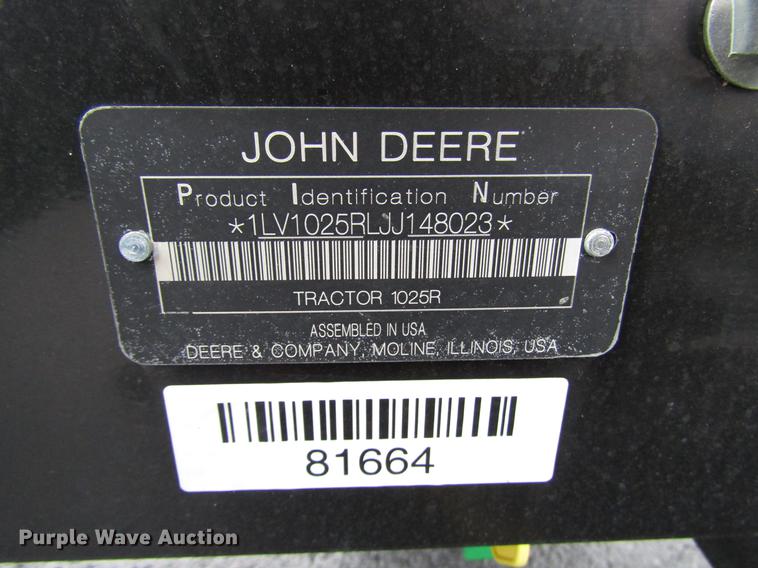 JOHN DEERE
Product Identification Number
*1LV1025RLJJ148023*
TRACTOR 1025R
ASSEMBLED IN USA
DEERE & COMPANY, MOLINE, ILLINOIS, USA
81664
Purple Wave Auction